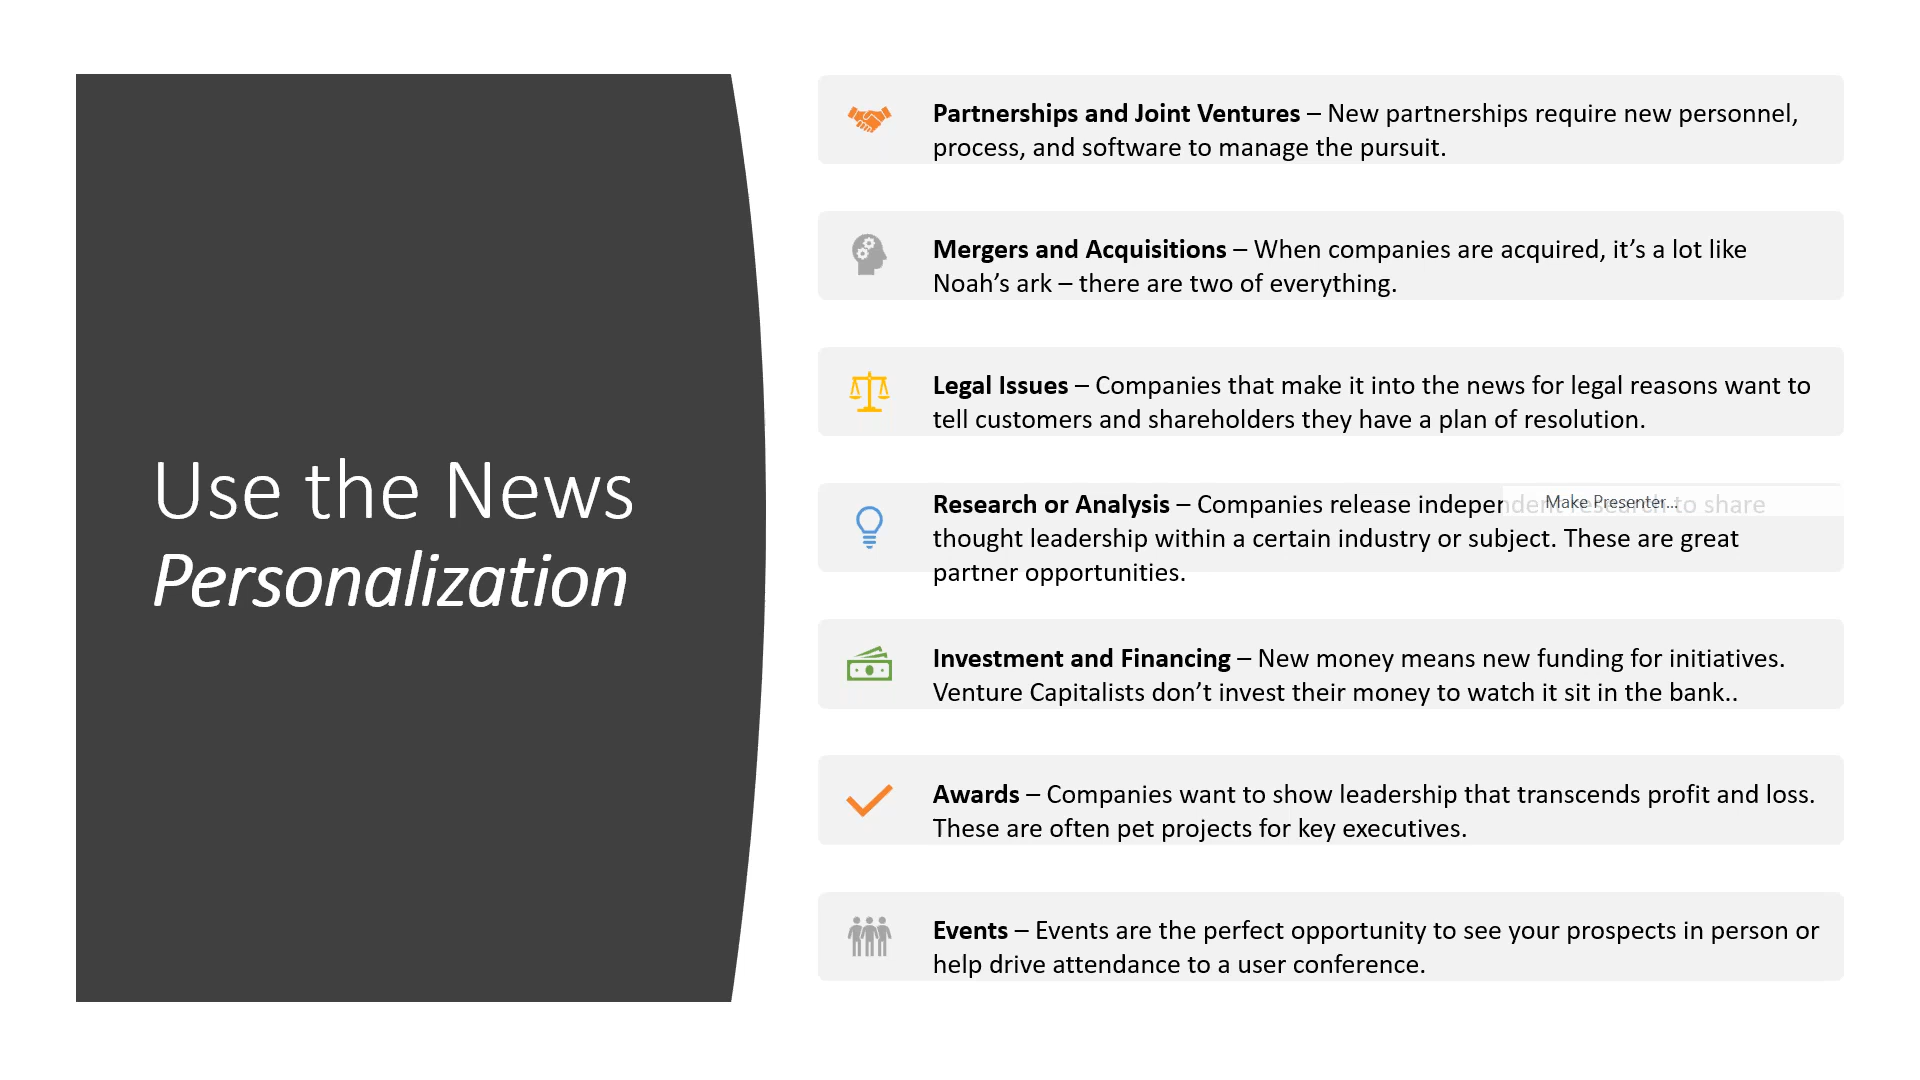 Use the News
Personalization
Partnerships and Joint Ventures – New partnerships require new personnel,
process, and software to manage the pursuit.
Mergers and Acquisitions – When companies are acquired, it’s a lot like
Noah’s ark – there are two of everything.
Legal Issues – Companies that make it into the news for legal reasons want to
tell customers and shareholders they have a plan of resolution.
Research or Analysis – Companies release independent research to share
Make Presenter...
thought leadership within a certain industry or subject. These are great
partner opportunities.
Investment and Financing – New money means new funding for initiatives.
Venture Capitalists don’t invest their money to watch it sit in the bank..
Awards – Companies want to show leadership that transcends profit and loss.
These are often pet projects for key executives.
Events – Events are the perfect opportunity to see your prospects in person or
help drive attendance to a user conference.